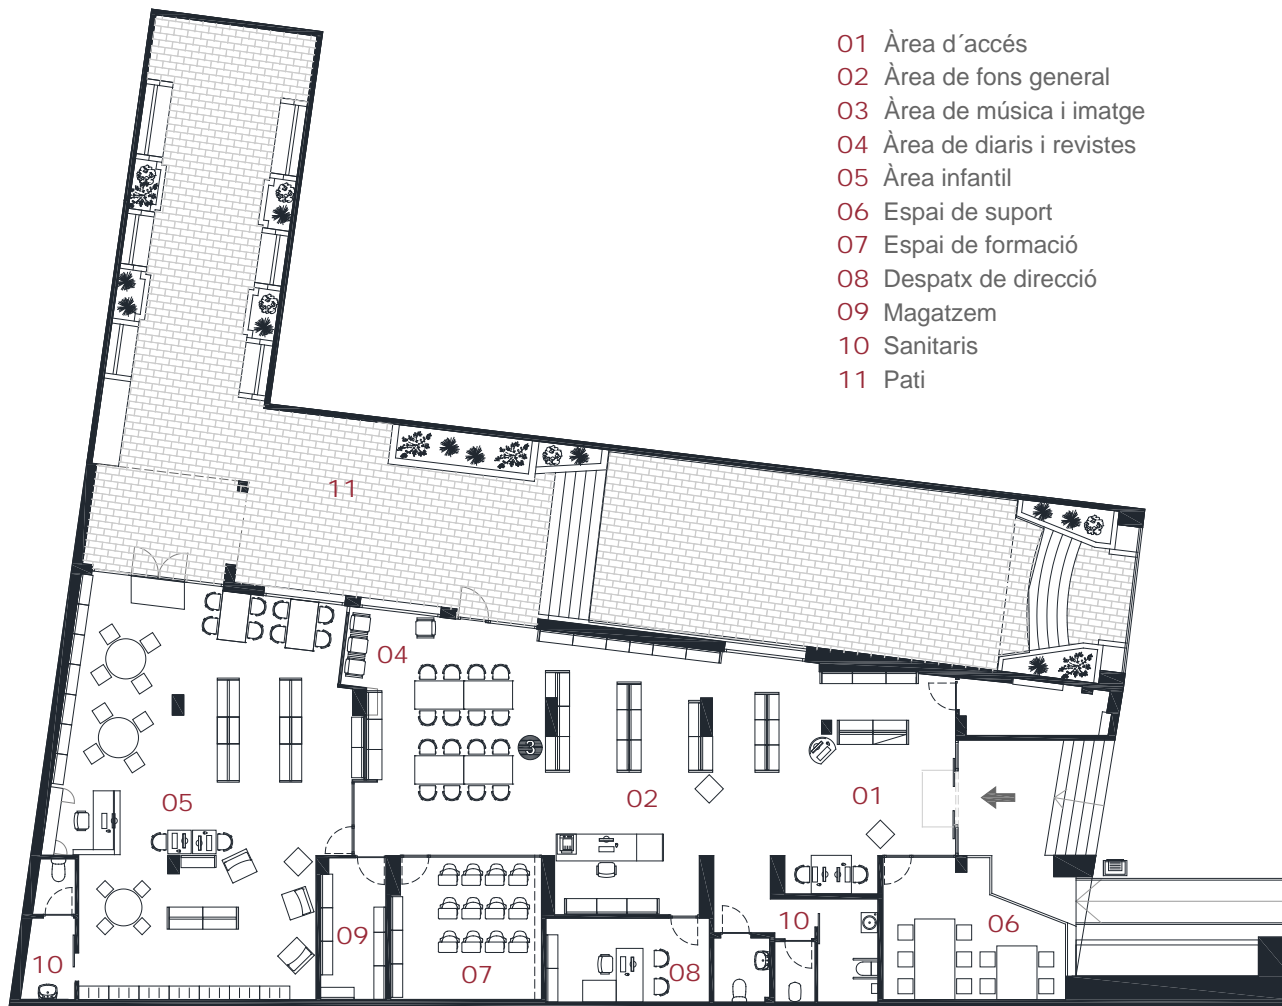 01 Àrea d´accés
02 Àrea de fons general
03 Àrea de música i imatge
04 Àrea de diaris i revistes
05 Àrea infantil
06 Espai de suport
07 Espai de formació
08 Despatx de direcció
09 Magatzem
10 Sanitaris
11 Pati
11
04
3
05
02
01
10
06
09
10
07
08